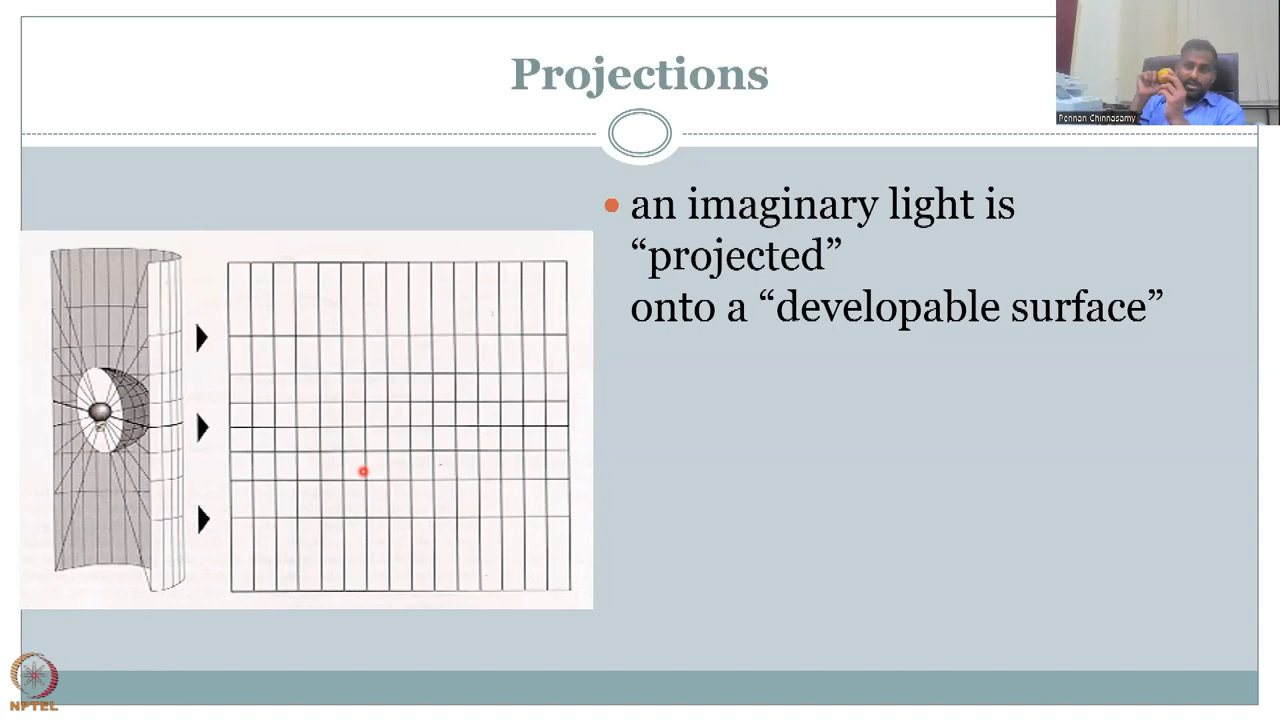 Projections
Pennan Chinnasamy
an imaginary light is
“projected”
onto a “developable surface”
NPTEL